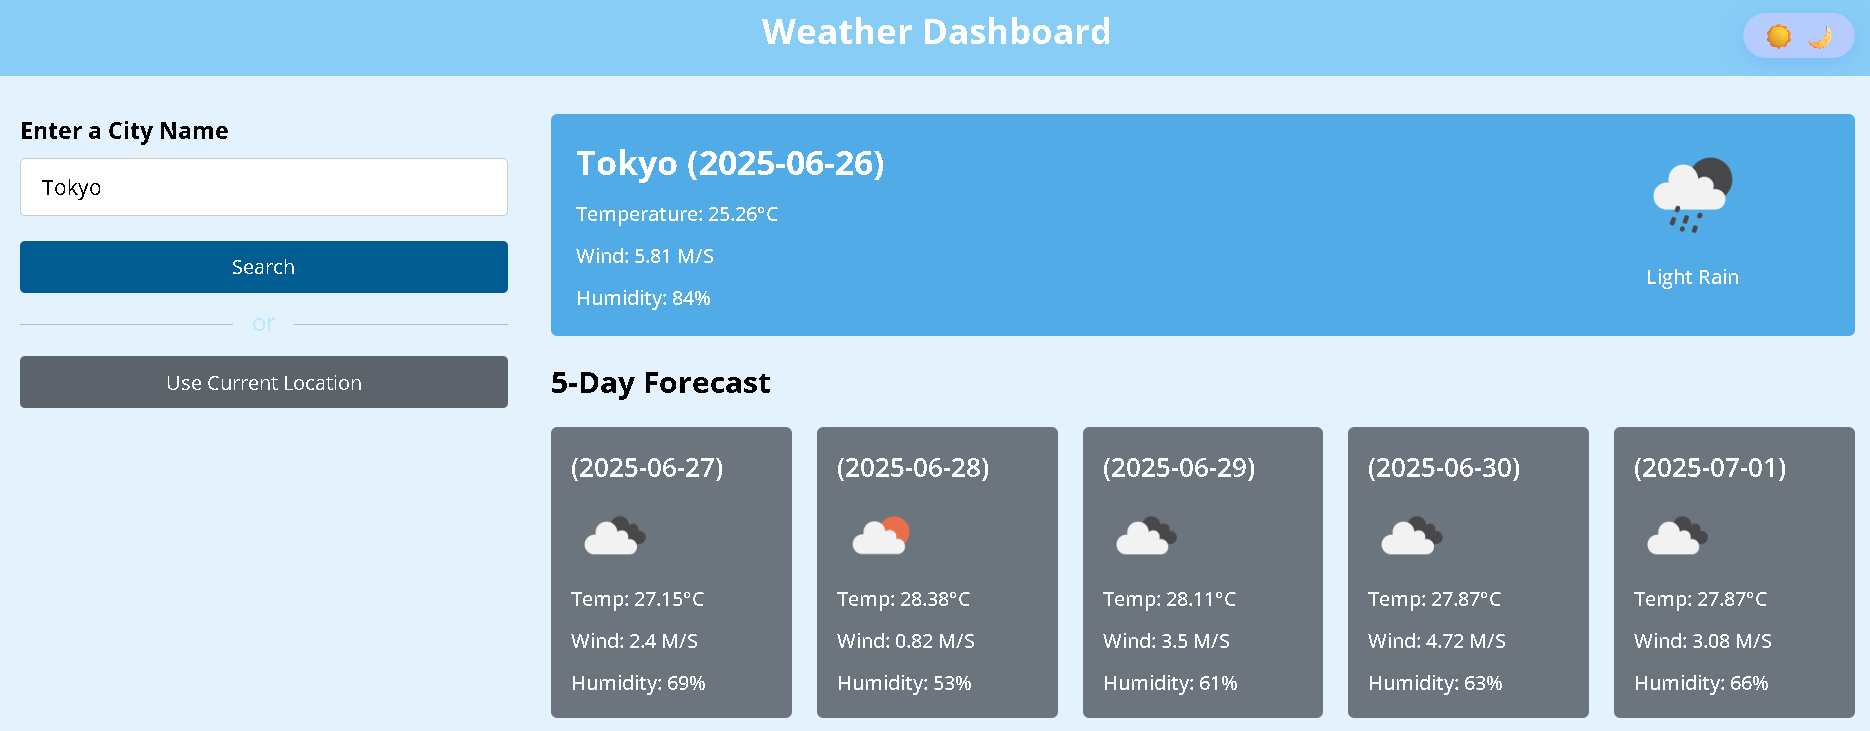 Weather Dashboard
Enter a City Name
Tokyo
Search
or
Use Current Location
Tokyo (2025-06-26)
Temperature: 25.26°C
Wind: 5.81 M/S
Humidity: 84%
Light Rain
5-Day Forecast
(2025-06-27)
Temp: 27.15°C
Wind: 2.4 M/S
Humidity: 69%
(2025-06-28)
Temp: 28.38°C
Wind: 0.82 M/S
Humidity: 53%
(2025-06-29)
Temp: 28.11°C
Wind: 3.5 M/S
Humidity: 61%
(2025-06-30)
Temp: 27.87°C
Wind: 4.72 M/S
Humidity: 63%
(2025-07-01)
Temp: 27.87°C
Wind: 3.08 M/S
Humidity: 66%